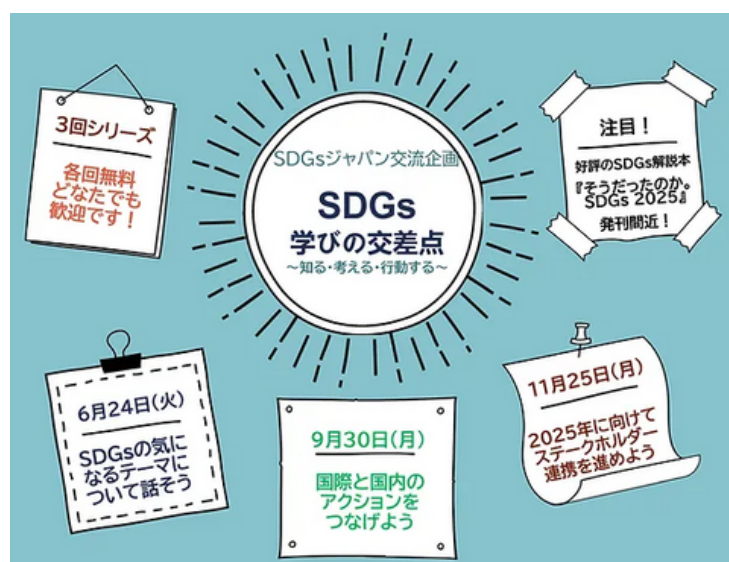 3回シリーズ
各回無料
どなたでも
歓迎です！
SDGsジャパン交流企画
SDGs
学びの交差点
～知る・考える・行動する～
注目！
好評のSDGs解説本
『そうだったのか。
SDGs 2025』
発刊間近！
6月24日(火)
SDGsの気に
なるテーマに
ついて話そう
9月30日(月)
国際と国内の
アクションを
つなげよう
11月25日(月)
2025年に向けて
ステークホルダー
連携を進めよう